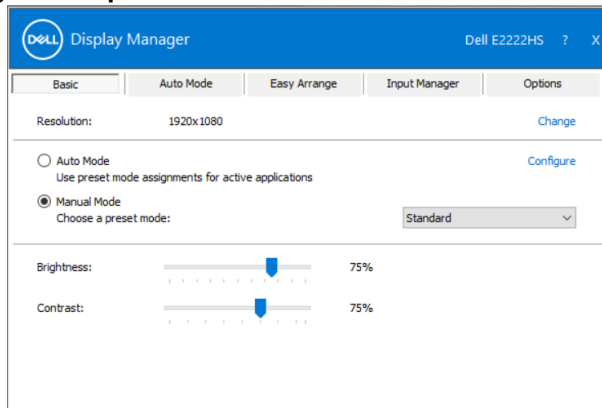 DELL Display Manager Dell E2222HS ? X
Basic Auto Mode Easy Arrange Input Manager Options
Resolution: 1920x1080 Change
Auto Mode Configure
Use preset mode assignments for active applications
Manual Mode
Choose a preset mode: Standard
Brightness: 75%
Contrast: 75%